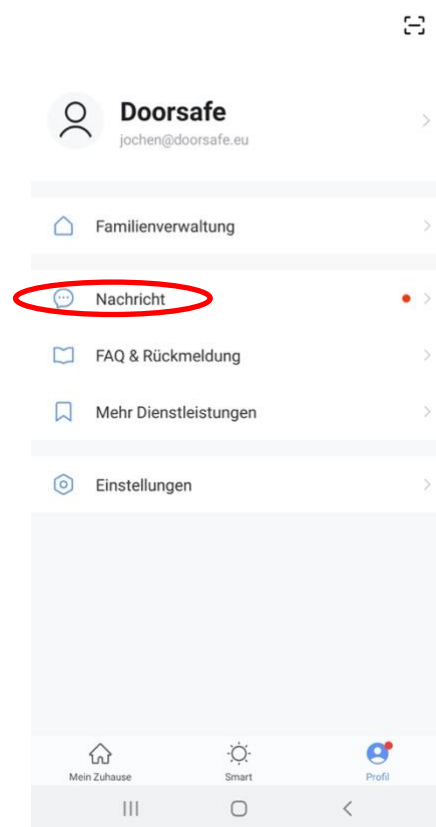 Doorsafe
jochen@doorsafe.eu
Familienverwaltung
Nachricht
FAQ & Rückmeldung
Mehr Dienstleistungen
Einstellungen
Mein Zuhause
Smart
Profil